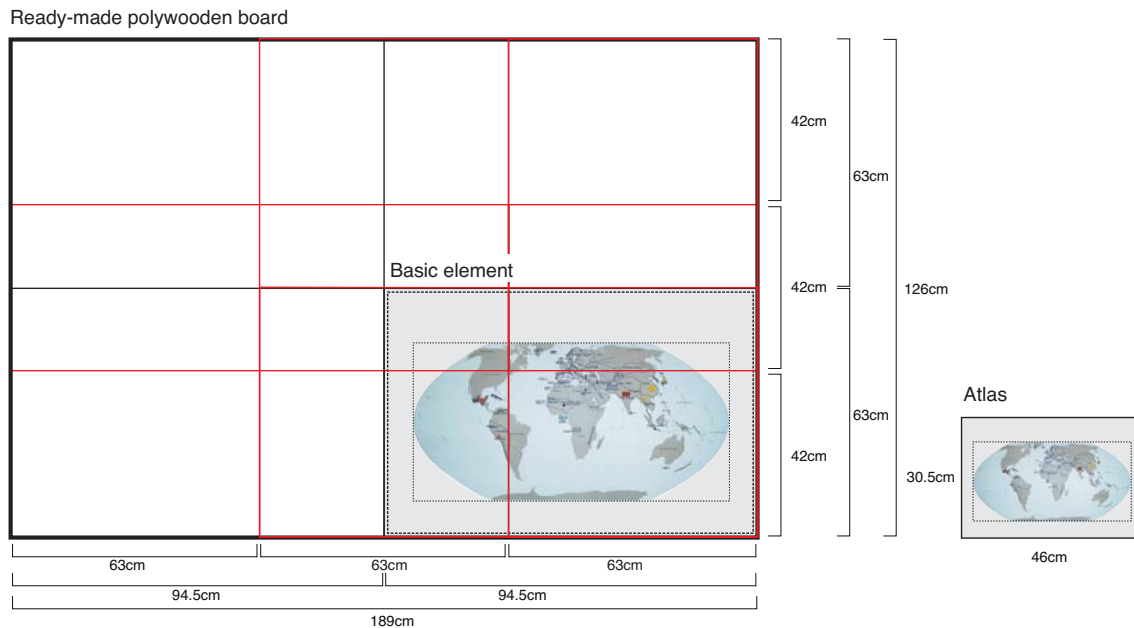 Ready-made polywooden board
42cm
63cm
Basic element
42cm
126cm
63cm
Atlas
42cm
30.5cm
63cm
63cm
63cm
46cm
94.5cm
94.5cm
189cm